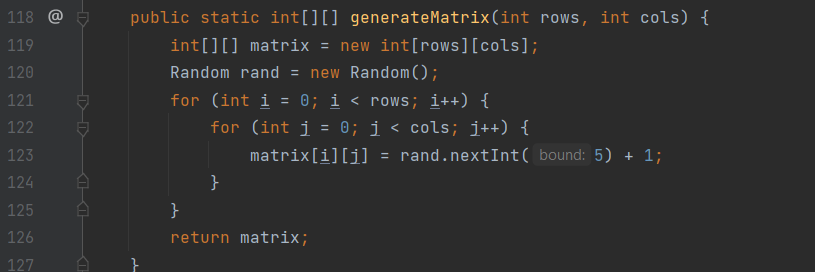 118 @ public static int[][] generateMatrix(int rows, int cols) {
119 int[][] matrix = new int[rows][cols];
120 Random rand = new Random();
121 for (int i = 0; i < rows; i++) {
122 for (int j = 0; j < cols; j++) {
123 matrix[i][j] = rand.nextInt( bound: 5) + 1;
124 }
125 }
126 return matrix;
127 }